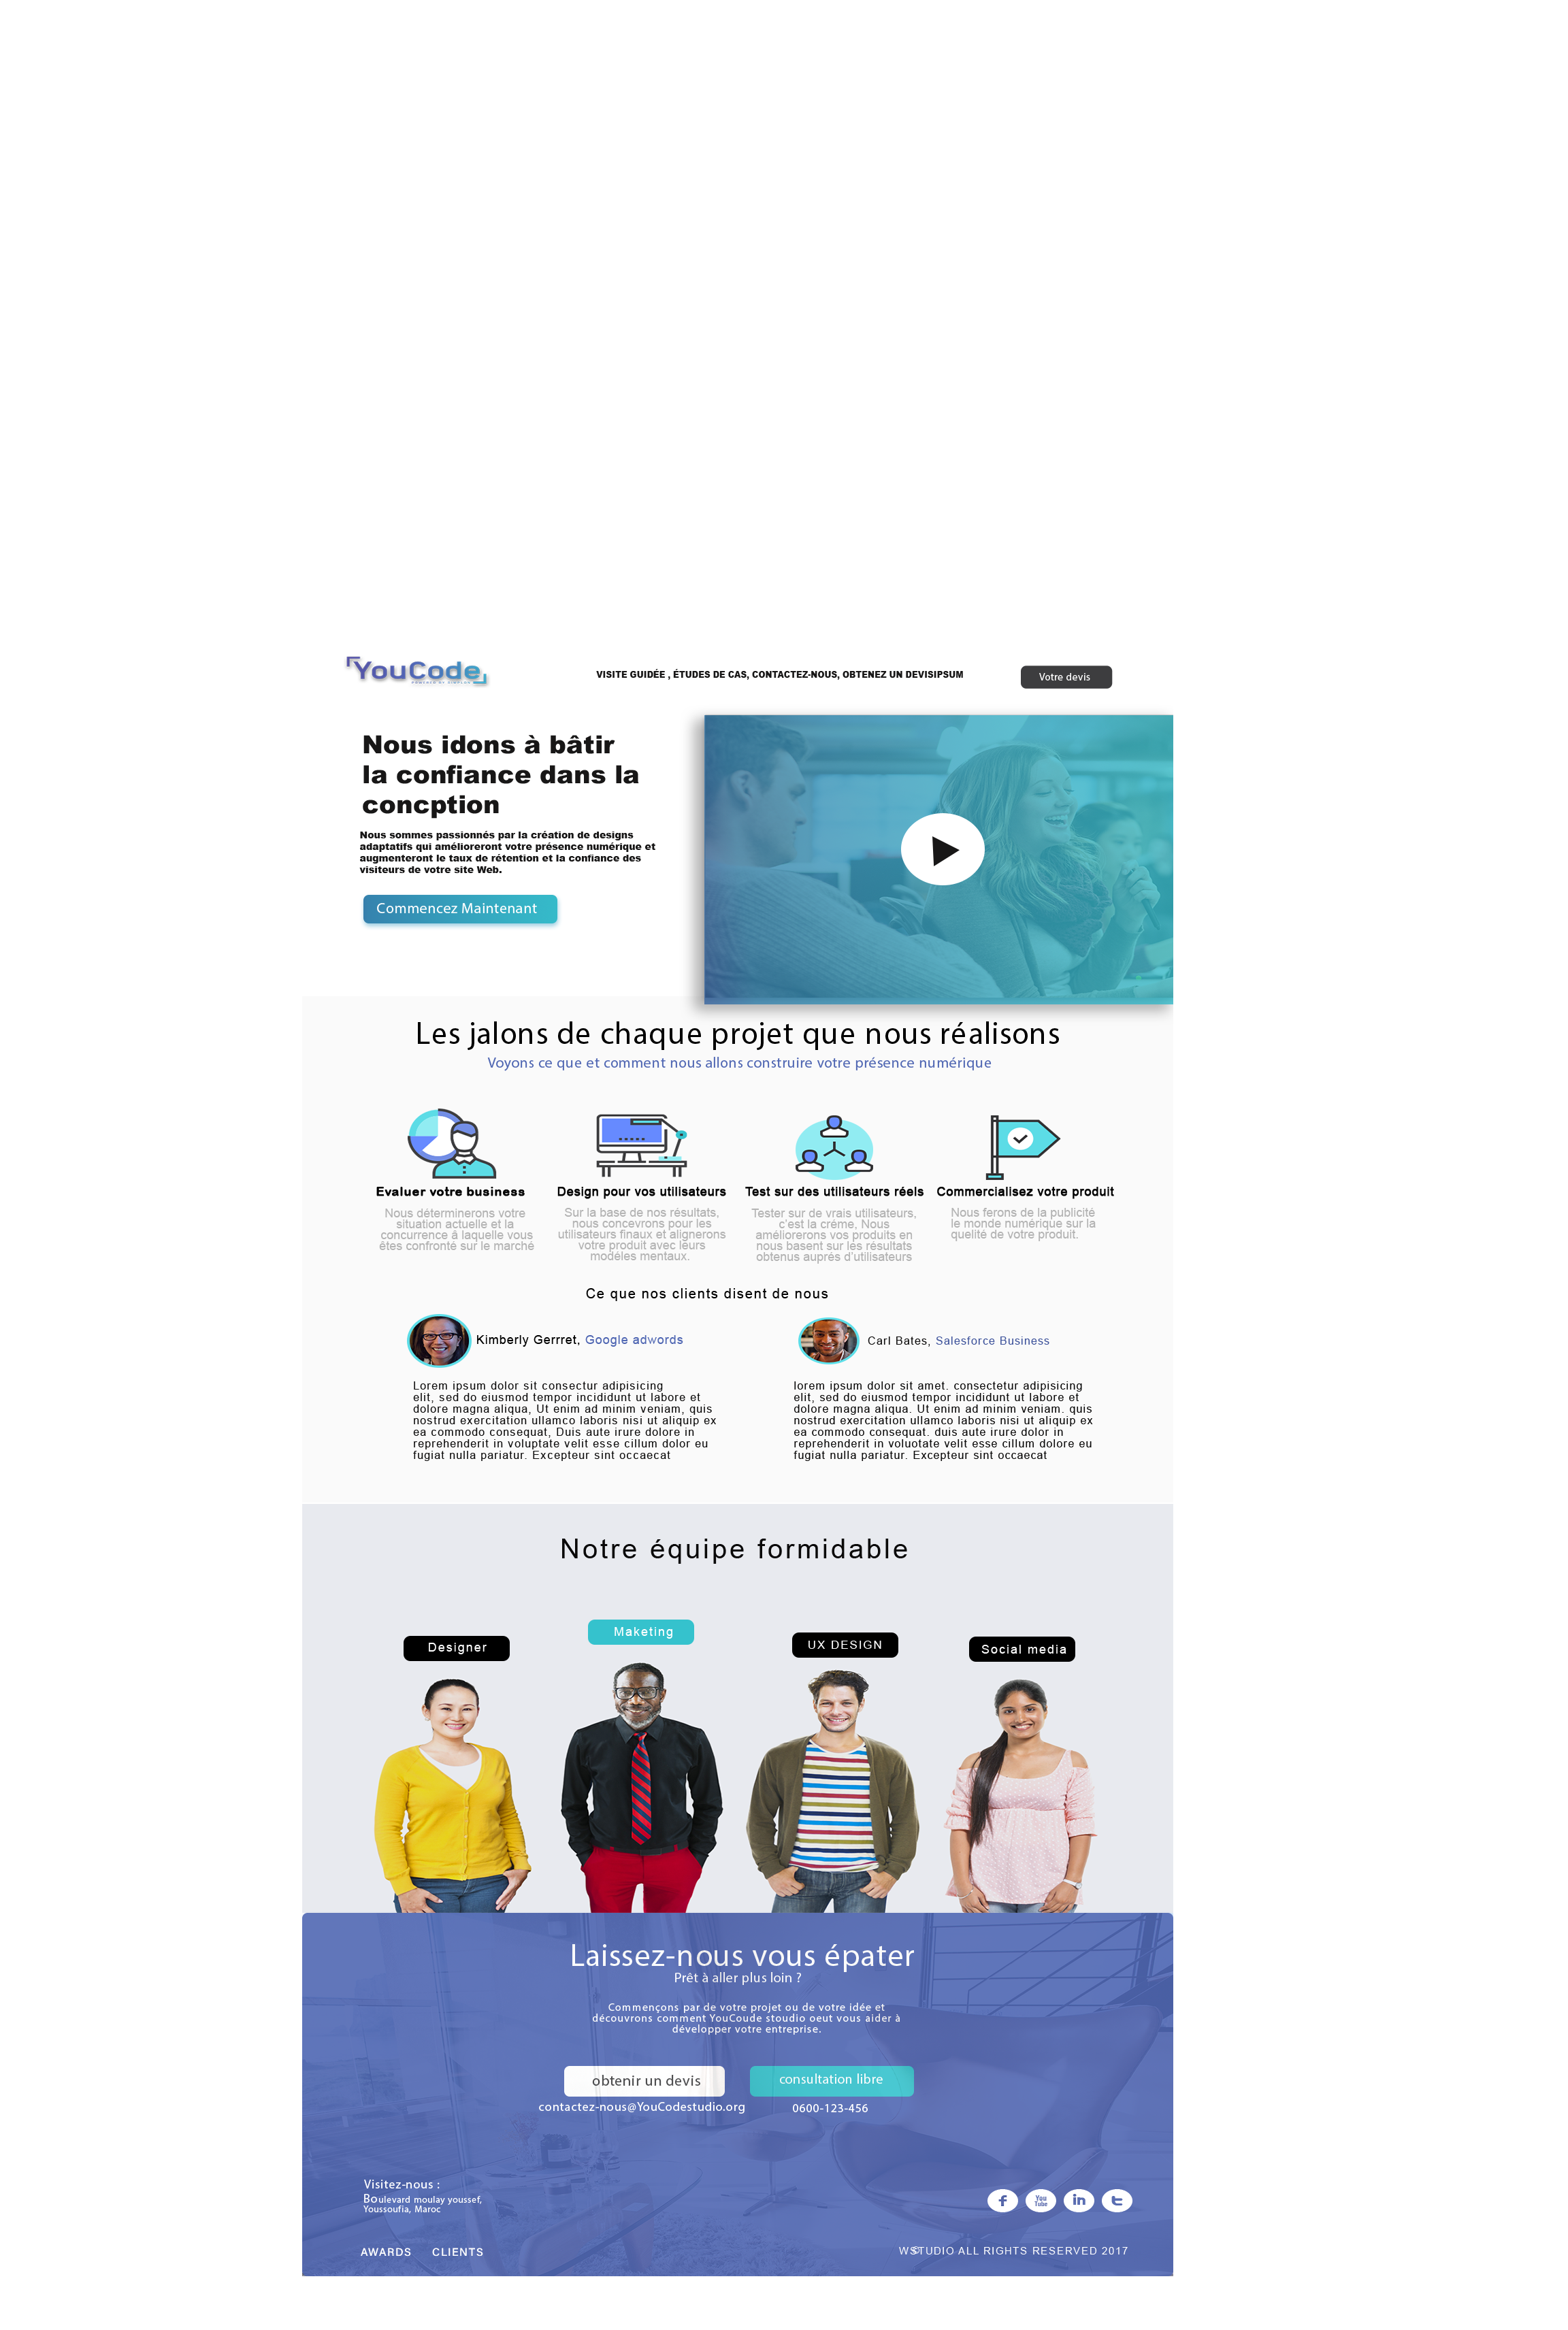 YouCode
VISITE GUIDÉE , ÉTUDES DE CAS, CONTACTEZ-NOUS, OBTENEZ UN DEVISIPSUM
Votre devis
Nous idons à bâtir
la confiance dans la
concption
Nous sommes passionnés par la création de designs
adaptatifs qui amélioreront votre présence numérique et
augmenteront le taux de rétention et la confiance des
visiteurs de votre site Web.
Commencez Maintenant
Les jalons de chaque projet que nous réalisons
Voyons ce que et comment nous allons construire votre présence numérique
Evaluer votre business
Nous déterminerons votre
situation actuelle et la
concurrence à laquelle vous
êtes confronté sur le marché
Design pour vos utilisateurs
Sur la base de nos résultats,
nous concevrons pour les
utilisateurs finaux et alignerons
votre produit avec leurs
modèles mentaux.
Test sur des utilisateurs réels
Tester sur de vrais utilisateurs,
c'est la crème, Nous
améliorerons vos produits en
nous basent sur les résultats
obtenus auprès d'utilisateurs
Commercialisez votre produit
Nous ferons de la publicité
le monde numérique sur la
quelité de votre produit.
Ce que nos clients disent de nous
Kimberly Gerrret, Google adwords
Lorem ipsum dolor sit consectur adipisicing
elit, sed do eiusmod tempor incididunt ut labore et
dolore magna aliqua, Ut enim ad minim veniam, quis
nostrud exercitation ullamco laboris nisi ut aliquip ex
ea commodo consequat, Duis aute irure dolore in
reprehenderit in voluptate velit esse cillum dolor eu
fugiat nulla pariatur. Excepteur sint occaecat
Carl Bates, Salesforce Business
lorem ipsum dolor sit amet. consectetur adipisicing
elit, sed do eiusmod tempor incididunt ut labore et
dolore magna aliqua. Ut enim ad minim veniam. quis
nostrud exercitation ullamco laboris nisi ut aliquip ex
ea commodo consequat. duis aute irure dolor in
reprehenderit in voluotate velit esse cillum dolore eu
fugiat nulla pariatur. Excepteur sint occaecat
Notre équipe formidable
Designer
Maketing
UX DESIGN
Social media
Laissez-nous vous épater
Prêt à aller plus loin ?
Commençons par de votre projet ou de votre idée et
découvrons comment YouCoude stoudio oeut vous aider à
développer votre entreprise.
obtenir un devis
consultation libre
contactez-nous@YouCodestudio.org
0600-123-456
Visitez-nous :
Boulevard moulay youssef,
Youssoufia, Maroc
f
You
Tube
in
t
AWARDS CLIENTS
WSTUDIO ALL RIGHTS RESERVED 2017